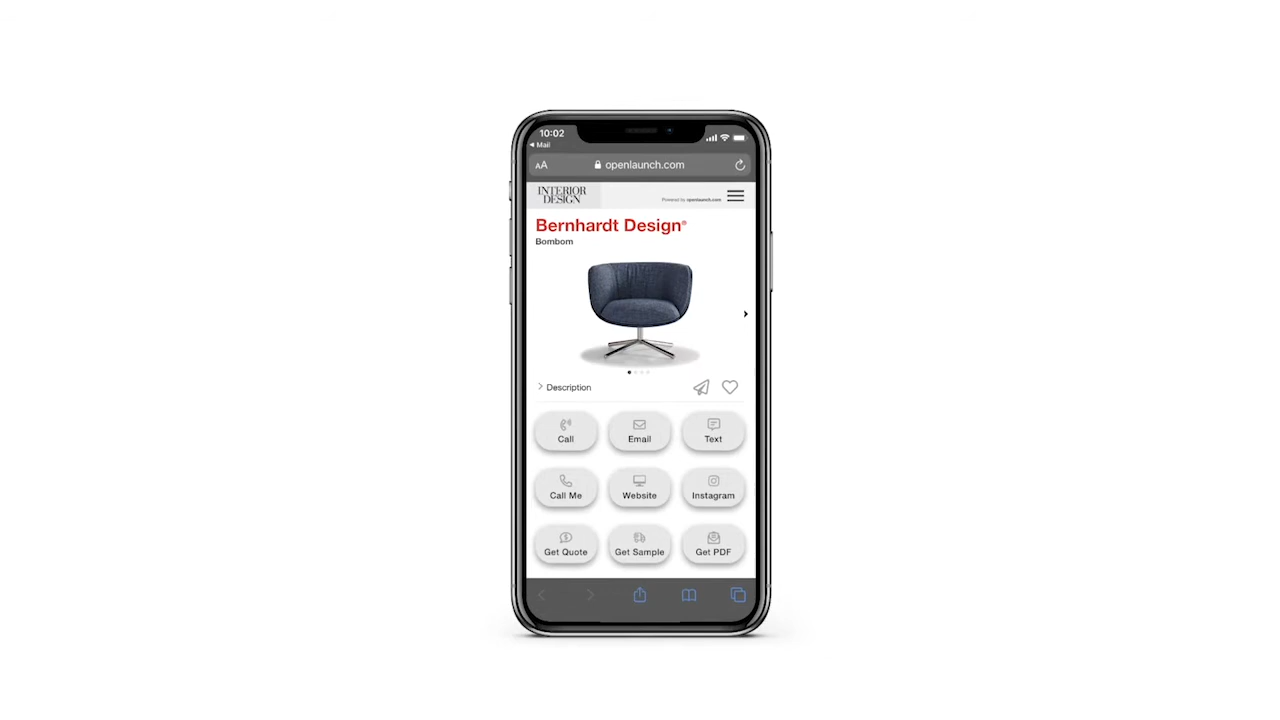 10:02
Mail
AA openlaunch.com
INTERIOR
DESIGN
Powered by openlaunch.com
Bernhardt Design®
Bombom
Description
Call Email Text
Call Me Website Instagram
Get Quote Get Sample Get PDF